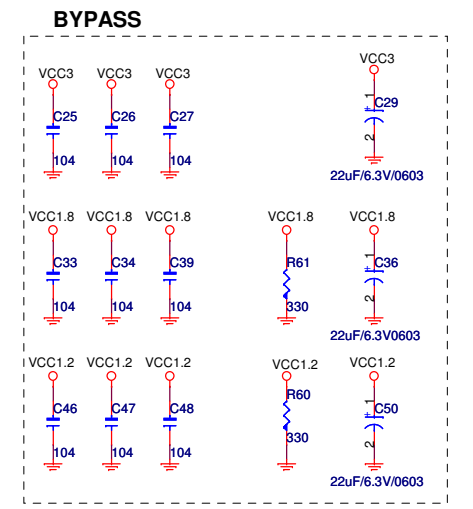 BYPASS
VCC3 VCC3 VCC3 VCC3
C25 C26 C27 1 + C29
104 104 104 2
22uF/6.3V/0603
VCC1.8 VCC1.8 VCC1.8 VCC1.8 VCC1.8
C33 C34 C39 R61 1 + C36
104 104 104 330 2
22uF/6.3V0603
VCC1.2 VCC1.2 VCC1.2 VCC1.2 VCC1.2
C46 C47 C48 R60 1 + C50
104 104 104 330 2
22uF/6.3V/0603